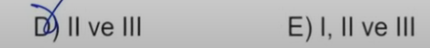 D) II ve III E) I, II ve III